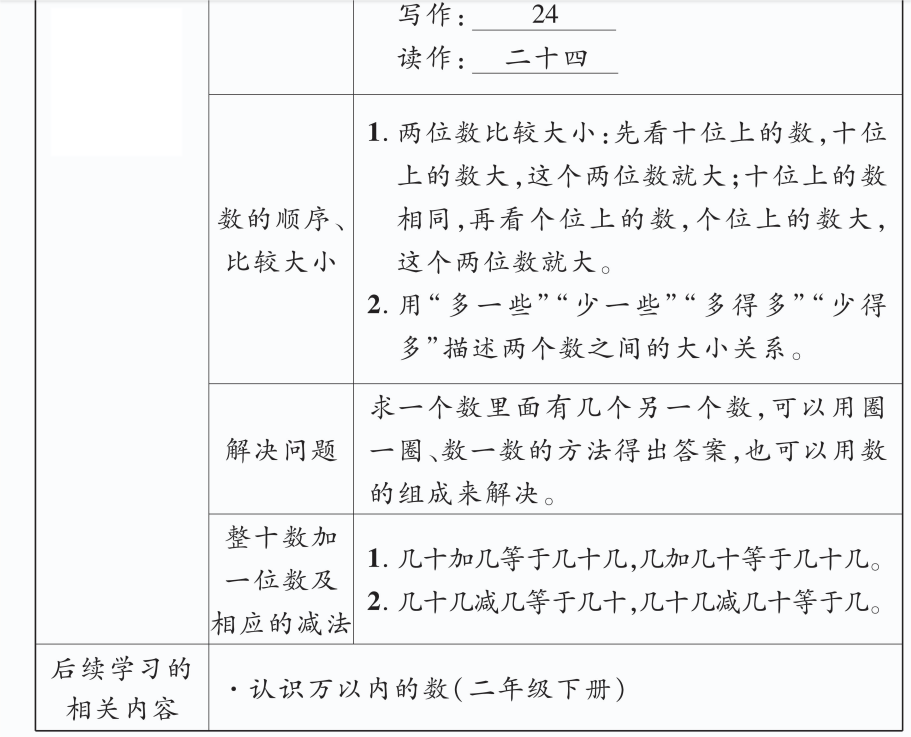 写作：24
读作：二十四
数的顺序、
比较大小
1. 两位数比较大小：先看十位上的数，十位
上的数大，这个两位数就大；十位上的数
相同，再看个位上的数，个位上的数大，
这个两位数就大。
2. 用“多一些”“少一些”“多得多”“少得
多”描述两个数之间的大小关系。
解决问题
求一个数里面有几个另一个数，可以用圈
一圈、数一数的方法得出答案，也可以用数
的组成来解决。
整十数加
一位数及
相应的减法
1. 几十加几等于几十几，几加几十等于几十几。
2. 几十几减几等于几十，几十几减几十等于几。
后续学习的
相关内容
·认识万以内的数(二年级下册)